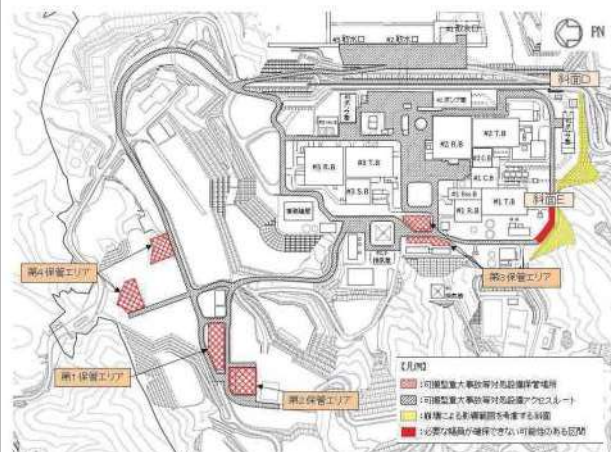 #3取水口
#2取水口
PN
斜面D
#2 R.B
#2 T.B
#3 R.B
#3 T.B
#3 S.B
#1 C.B
斜面E
#1 R.B
#1 T.B
事務建屋
第4保管エリア
第3保管エリア
第1保管エリア
第2保管エリア
【凡例】
：可搬型重大事故等対処設備保管場所
：可搬型重大事故等対処設備アクセスルート
：崩壊による影響範囲を考慮する斜面
：必要な幅員が確保できない可能性のある区間